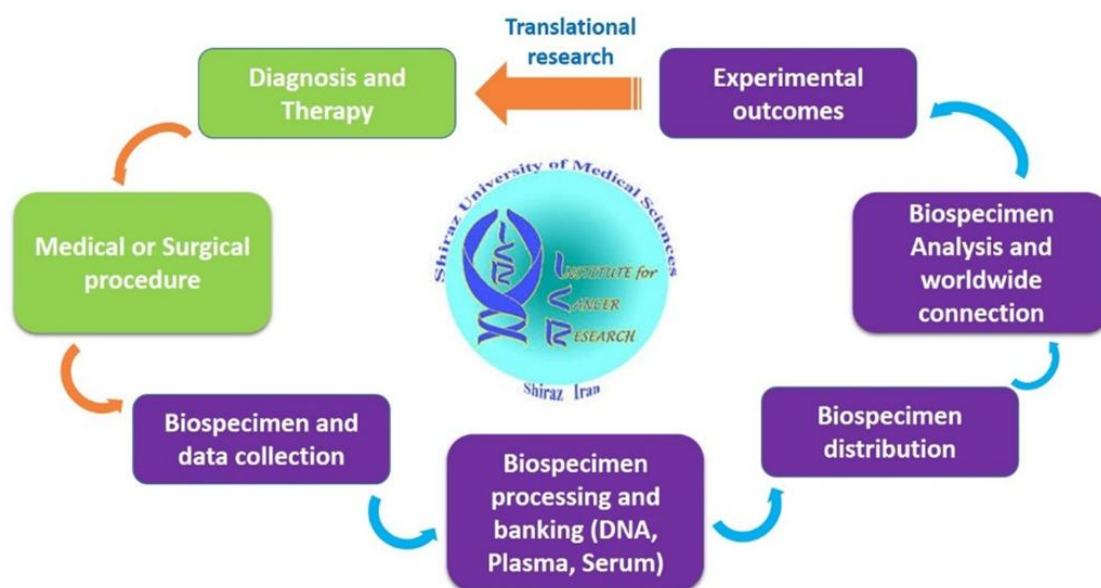 Translational
research
Diagnosis and
Therapy
Experimental
outcomes
Medical or Surgical
procedure
Shiraz University of Medical Sciences
ICR
INSTITUTE for
CANCER
RESEARCH
Shiraz Iran
Biospecimen
Analysis and
worldwide
connection
Biospecimen and
data collection
Biospecimen
processing and
banking (DNA,
Plasma, Serum)
Biospecimen
distribution